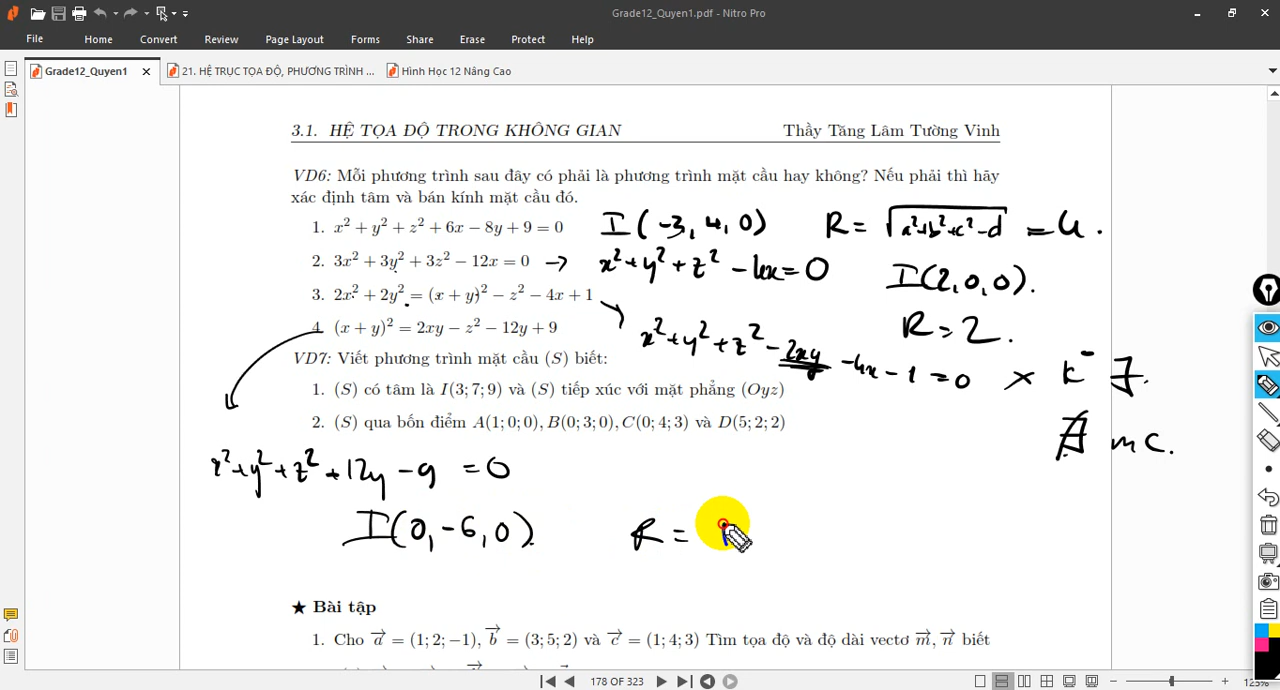 Grade12_Quyen1.pdf - Nitro Pro
File Home Convert Review Page Layout Forms Share Erase Protect Help
Grade12_Quyen1 × 21. HỆ TRỤC TỌA ĐỘ, PHƯƠNG TRÌNH ... Hình Học 12 Nâng Cao
3.1. HỆ TỌA ĐỘ TRONG KHÔNG GIAN Thầy Tăng Lâm Tường Vinh
VD6: Mỗi phương trình sau đây có phải là phương trình mặt cầu hay không? Nếu phải thì hãy
xác định tâm và bán kính mặt cầu đó.
1. x² + y² + z² + 6x − 8y + 9 = 0 I(-3, 4, 0) R = √(a²+b²+c²-d) = 4.
2. 3x² + 3y² + 3z² − 12x = 0 → x² + y² + z² - 4x = 0 I(2, 0, 0).
3. 2x² + 2y² = (x + y)² − z² − 4x + 1 R = 2.
4. (x + y)² = 2xy − z² − 12y + 9 x² + y² + z² - 2xy - 4x - 1 = 0 ×
VD7: Viết phương trình mặt cầu (S) biết:
1. (S) có tâm là I(3; 7; 9) và (S) tiếp xúc với mặt phẳng (Oyz)
2. (S) qua bốn điểm A(1; 0; 0), B(0; 3; 0), C(0; 4; 3) và D(5; 2; 2) mc.
x² + y² + z² + 12y - 9 = 0
I(0, -6, 0). R =
★ Bài tập
1. Cho a⃗ = (1; 2; −1), b⃗ = (3; 5; 2) và c⃗ = (1; 4; 3) Tìm tọa độ và độ dài vectơ m⃗, n⃗ biết
178 OF 323 125%